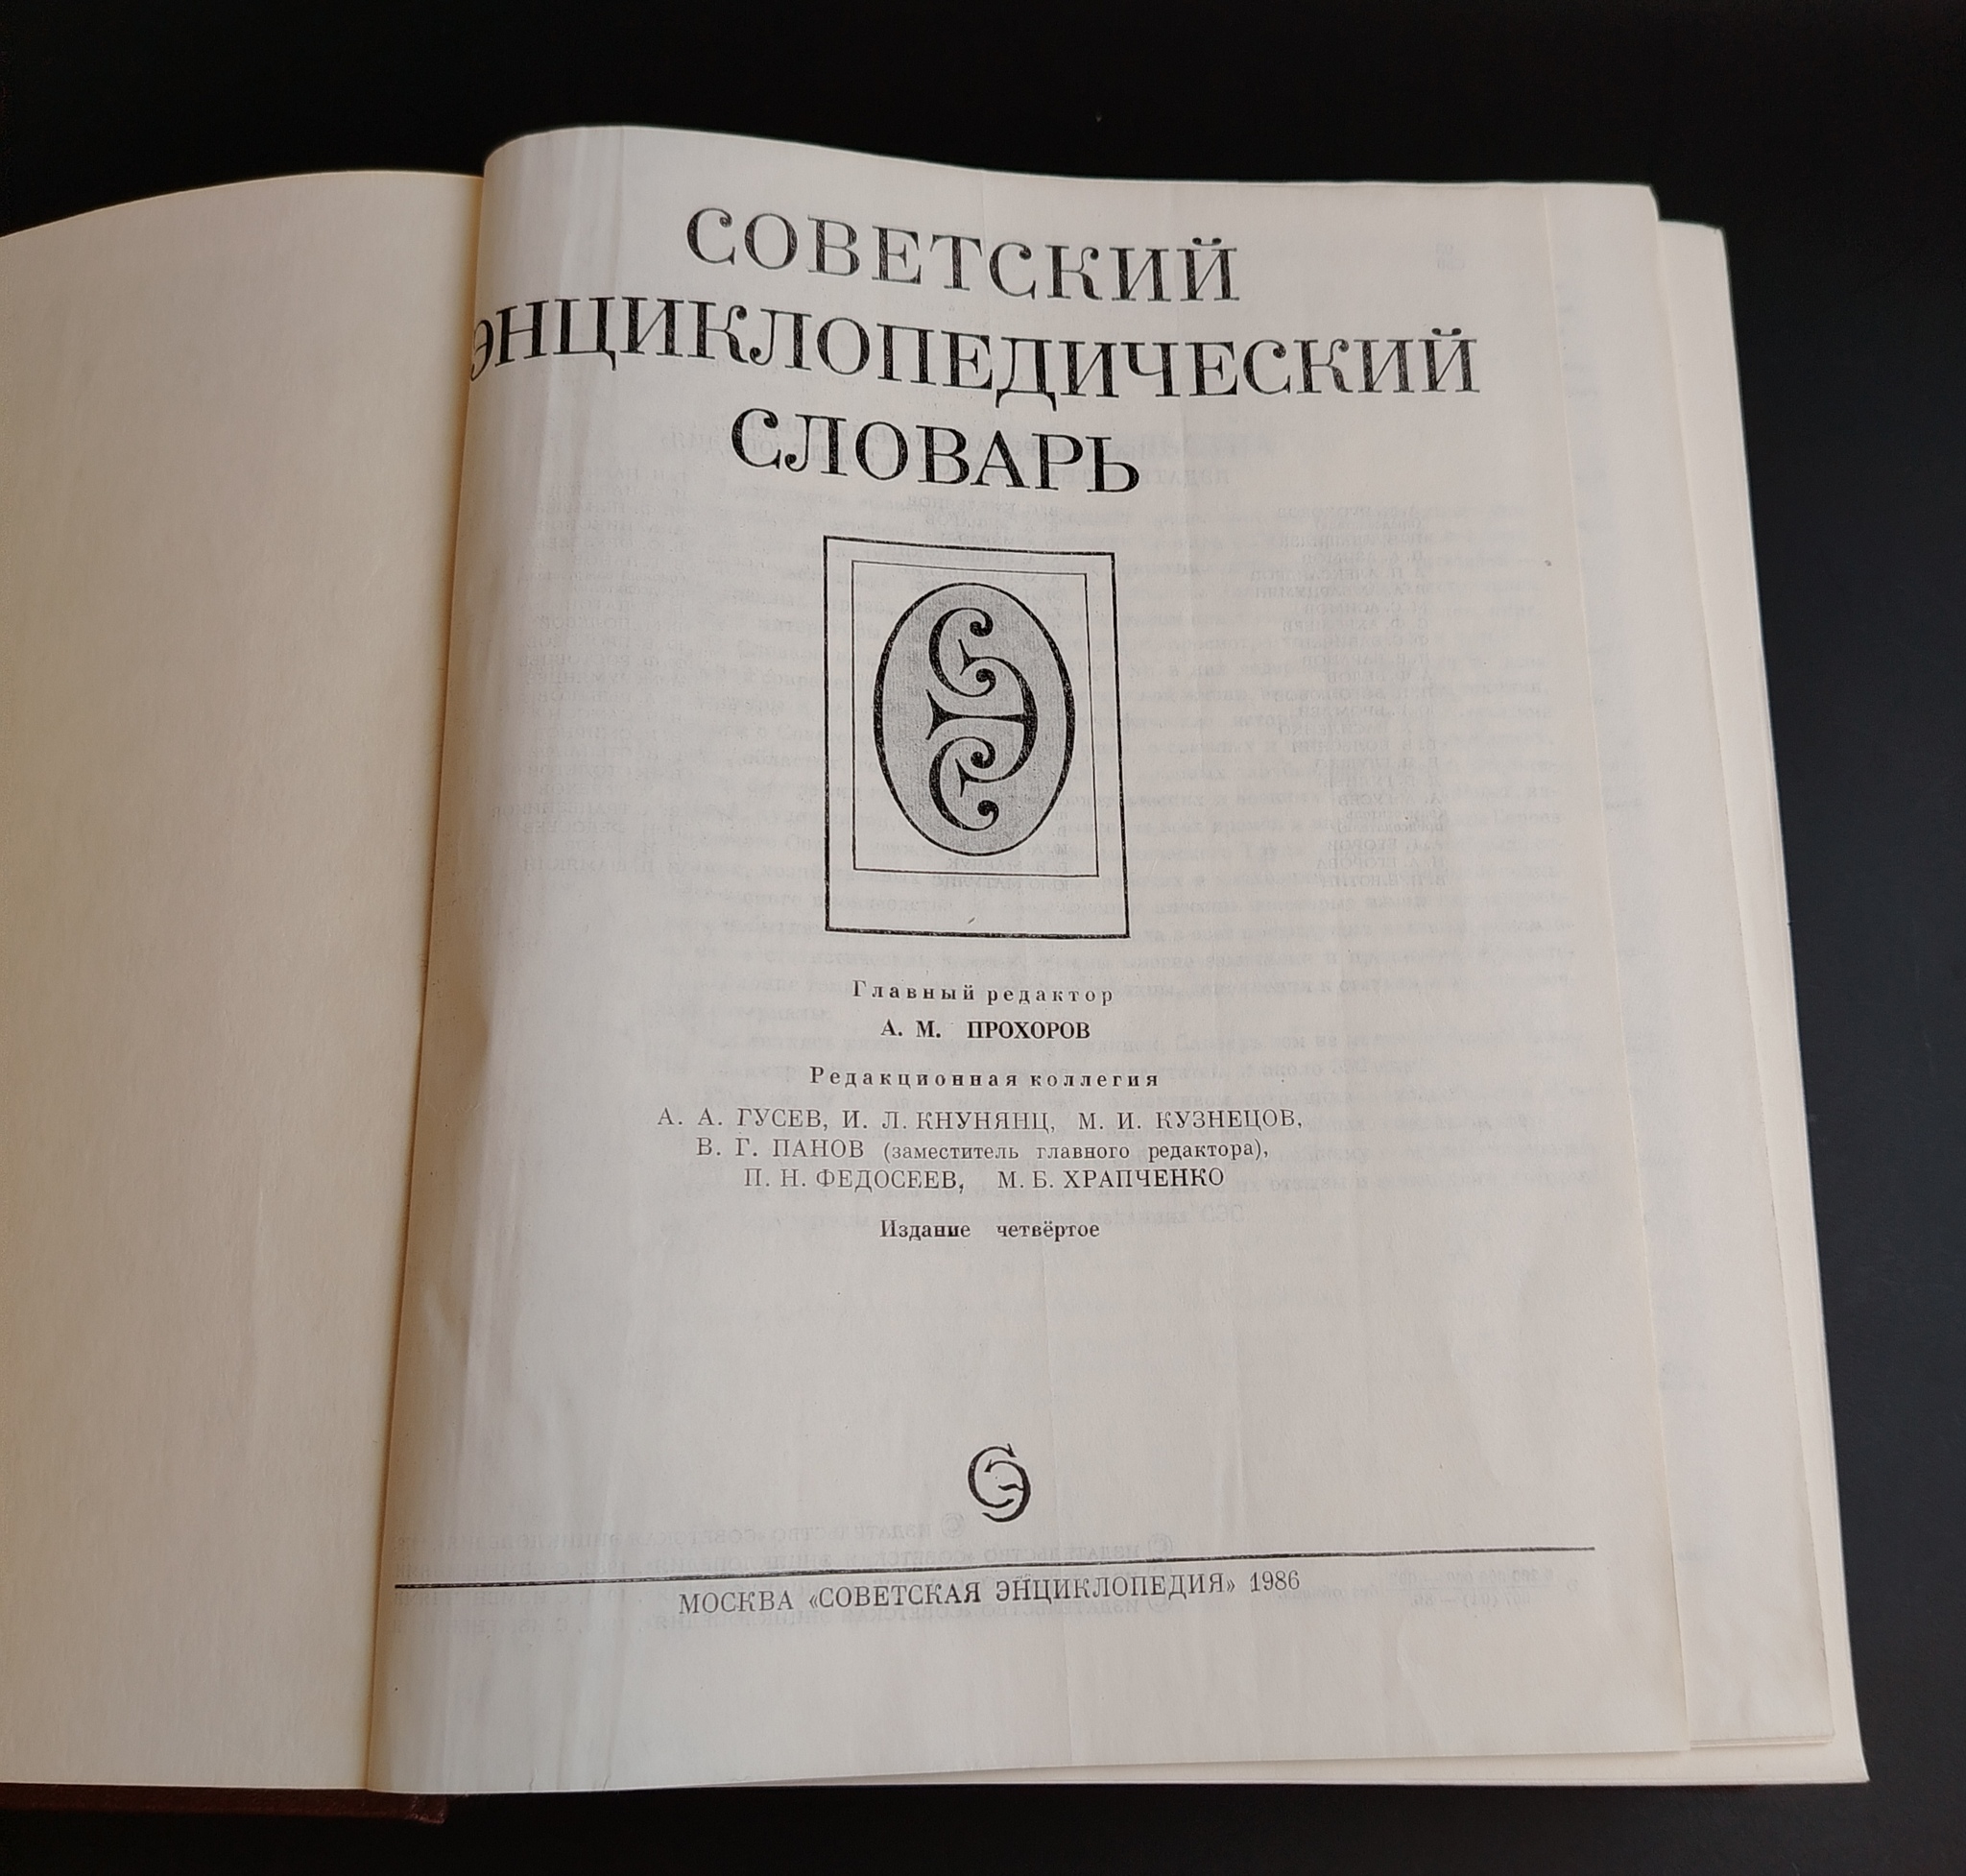 СОВЕТСКИЙ
ЭНЦИКЛОПЕДИЧЕСКИЙ
СЛОВАРЬ
Главный редактор
А. М. ПРОХОРОВ
Редакционная коллегия
А. А. ГУСЕВ, И. Л. КНУНЯНЦ, М. И. КУЗНЕЦОВ,
В. Г. ПАНОВ (заместитель главного редактора),
П. Н. ФЕДОСЕЕВ, М. Б. ХРАПЧЕНКО
Издание четвёртое
СЭ
МОСКВА «СОВЕТСКАЯ ЭНЦИКЛОПЕДИЯ» 1986